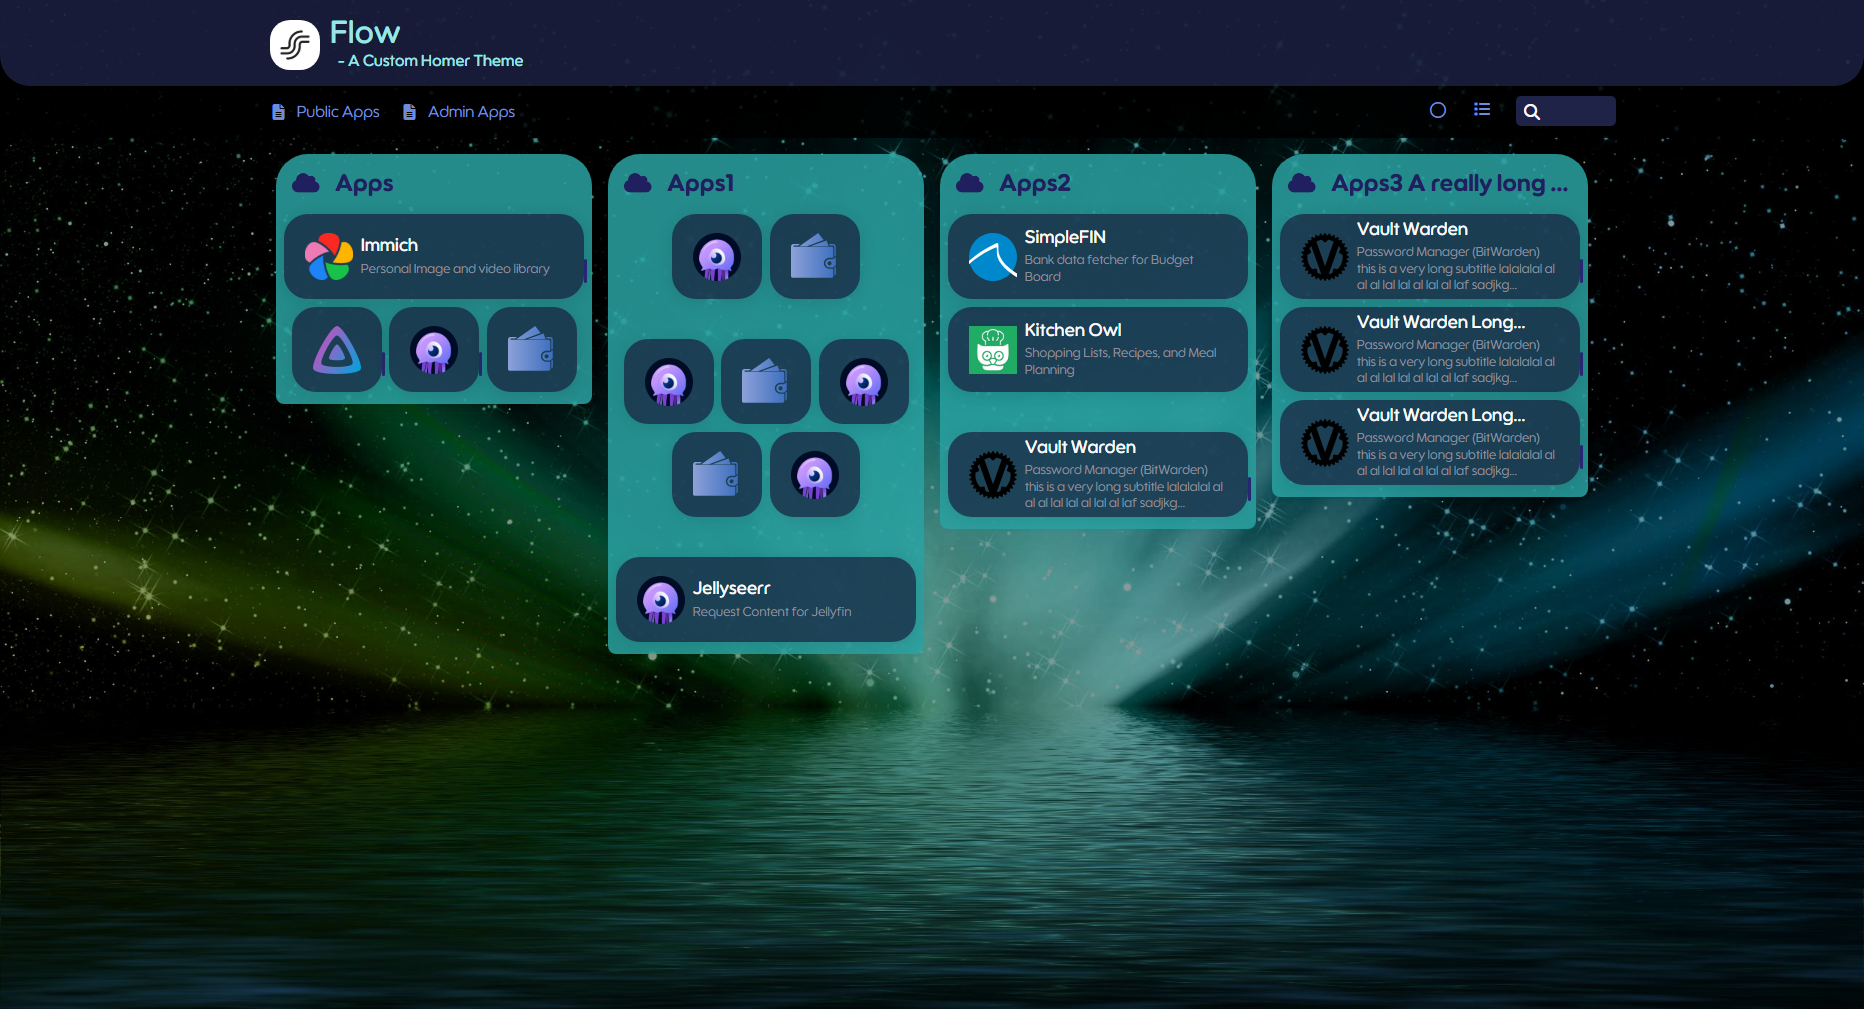 Flow
- A Custom Homer Theme
Public Apps
Admin Apps
Apps
Immich
Personal Image and video library
Apps1
Jellyseerr
Request Content for Jellyfin
Apps2
SimpleFIN
Bank data fetcher for Budget
Board
Kitchen Owl
Shopping Lists, Recipes, and Meal
Planning
Vault Warden
Password Manager (BitWarden)
this is a very long subtitle lalalalal al
al al lal lal al lal al laf sadjkg...
Apps3 A really long ...
Vault Warden
Password Manager (BitWarden)
this is a very long subtitle lalalalal al
al al lal lal al lal al laf sadjkg...
Vault Warden Long...
Password Manager (BitWarden)
this is a very long subtitle lalalalal al
al al lal lal al lal al laf sadjkg...
Vault Warden Long...
Password Manager (BitWarden)
this is a very long subtitle lalalalal al
al al lal lal al lal al laf sadjkg...